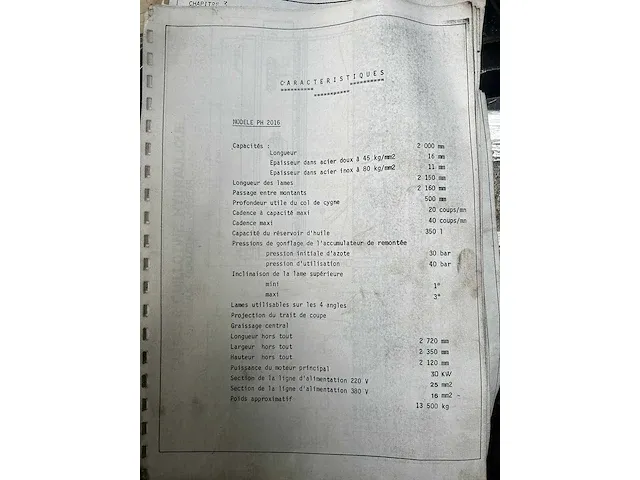 CHAPITRE 3
CARACTERISTIQUES
MODELE PH 2016
Capacités :
Longueur 2 000 mm
Epaisseur dans acier doux à 45 kg/mm2 16 mm
Epaisseur dans acier inox à 80 kg/mm2 11 mm
Longueur des lames 2 150 mm
Passage entre montants 2 160 mm
Profondeur utile du col de cygne 500 mm
Cadence à capacité maxi 20 coups/mn
Cadence maxi 40 coups/mn
Capacité du réservoir d'huile 350 l
Pressions de gonflage de l'accumulateur de remontée
pression initiale d'azote 30 bar
pression d'utilisation 40 bar
Inclinaison de la lame supérieure
mini 1°
maxi 3°
Lames utilisables sur les 4 angles
Projection du trait de coupe
Graissage central
Longueur hors tout 2 720 mm
Largeur hors tout 2 350 mm
Hauteur hors tout 2 120 mm
Puissance du moteur principal 30 KW
Section de la ligne d'alimentation 220 V 25 mm2
Section de la ligne d'alimentation 380 V 16 mm2
Poids approximatif 13 500 kg